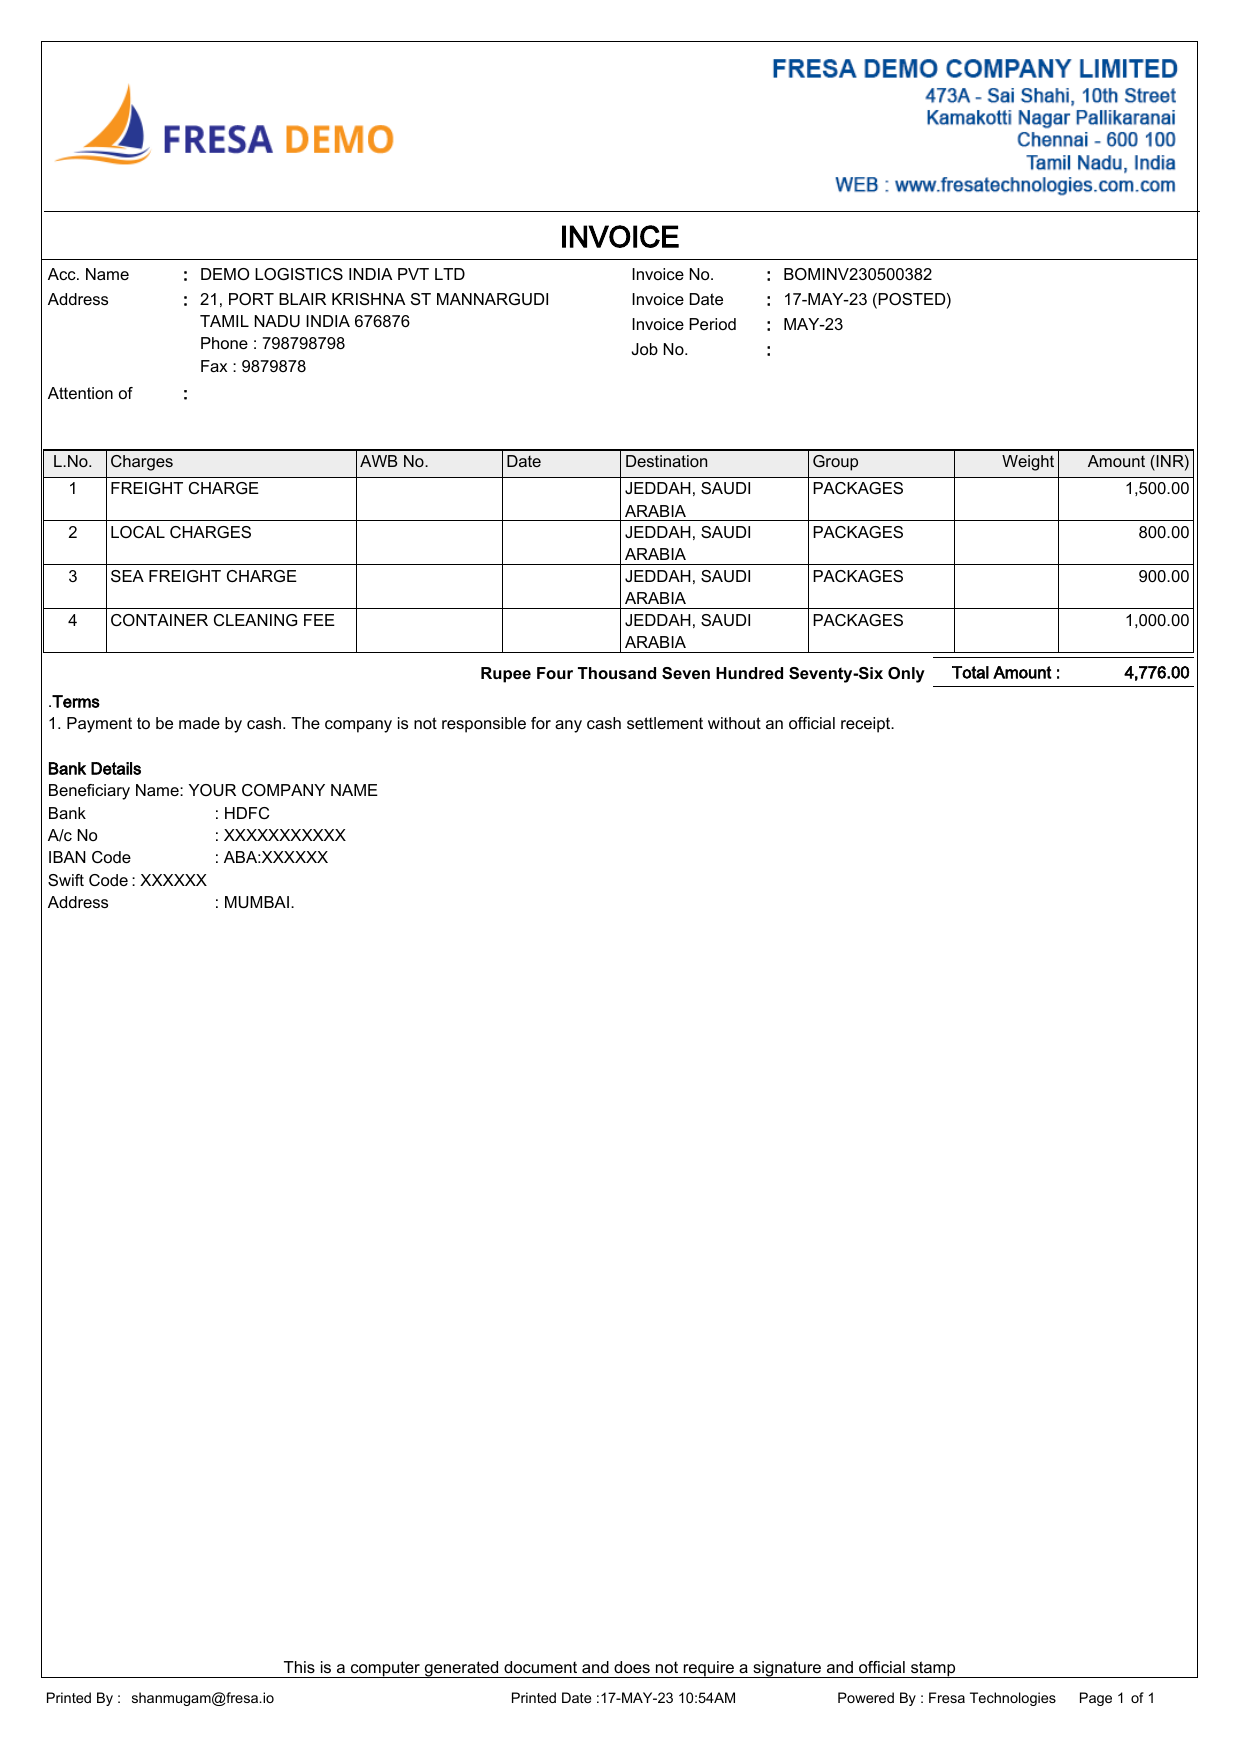 FRESA DEMO
FRESA DEMO COMPANY LIMITED
473A - Sai Shahi, 10th Street
Kamakotti Nagar Pallikaranai
Chennai - 600 100
Tamil Nadu, India
WEB : www.fresatechnologies.com.com
INVOICE
Acc. Name : DEMO LOGISTICS INDIA PVT LTD
Address : 21, PORT BLAIR KRISHNA ST MANNARGUDI
TAMIL NADU INDIA 676876
Phone : 798798798
Fax : 9879878
Attention of :
Invoice No. : BOMINV230500382
Invoice Date : 17-MAY-23 (POSTED)
Invoice Period : MAY-23
Job No. :
L.No. Charges AWB No. Date Destination Group Weight Amount (INR)
1 FREIGHT CHARGE JEDDAH, SAUDI PACKAGES 1,500.00
ARABIA
2 LOCAL CHARGES JEDDAH, SAUDI PACKAGES 800.00
ARABIA
3 SEA FREIGHT CHARGE JEDDAH, SAUDI PACKAGES 900.00
ARABIA
4 CONTAINER CLEANING FEE JEDDAH, SAUDI PACKAGES 1,000.00
ARABIA
Rupee Four Thousand Seven Hundred Seventy-Six Only Total Amount : 4,776.00
.Terms
1. Payment to be made by cash. The company is not responsible for any cash settlement without an official receipt.
Bank Details
Beneficiary Name: YOUR COMPANY NAME
Bank : HDFC
A/c No : XXXXXXXXXXX
IBAN Code : ABA:XXXXXX
Swift Code : XXXXXX
Address : MUMBAI.
This is a computer generated document and does not require a signature and official stamp
Printed By : shanmugam@fresa.io Printed Date :17-MAY-23 10:54AM Powered By : Fresa Technologies Page 1 of 1